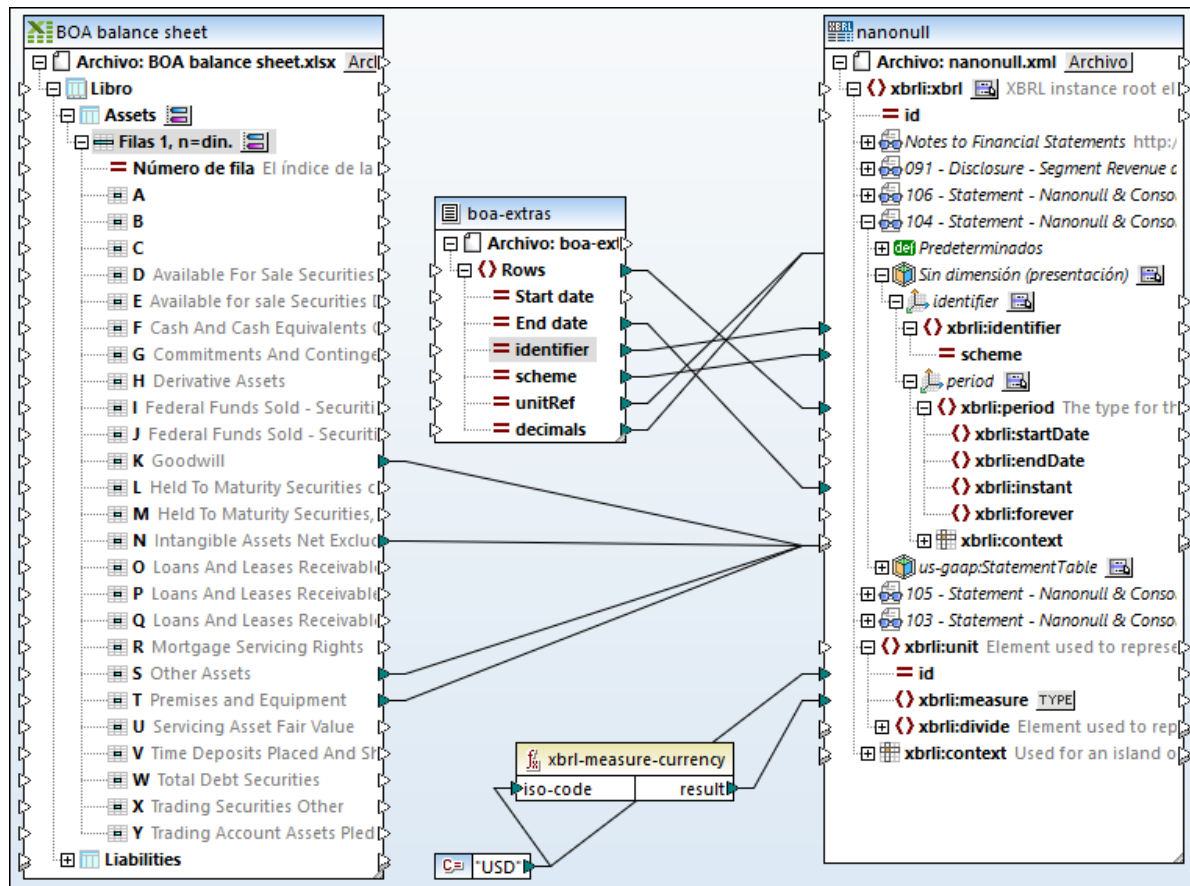 BOA balance sheet
Archivo: BOA balance sheet.xlsx Arch
Libro
Assets
Filas 1, n=din.
Número de fila El índice de la
A
B
C
D Available For Sale Securities
E Available for sale Securities
F Cash And Cash Equivalents
G Commitments And Continge
H Derivative Assets
I Federal Funds Sold - Securiti
J Federal Funds Sold - Securiti
K Goodwill
L Held To Maturity Securities c
M Held To Maturity Securities,
N Intangible Assets Net Exclud
O Loans And Leases Receivable
P Loans And Leases Receivable
Q Loans And Leases Receivable
R Mortgage Servicing Rights
S Other Assets
T Premises and Equipment
U Servicing Asset Fair Value
V Time Deposits Placed And Sh
W Total Debt Securities
X Trading Securities Other
Y Trading Account Assets Pled
Liabilities
boa-extras
Archivo: boa-ext
Rows
Start date
End date
identifier
scheme
unitRef
decimals
xbrl-measure-currency
iso-code result
C= "USD"
XBRL nanonull
Archivo: nanonull.xml Archivo
xbrli:xbrl XBRL instance root el
id
Notes to Financial Statements http:/
091 - Disclosure - Segment Revenue
106 - Statement - Nanonull & Conso
104 - Statement - Nanonull & Conso
def Predeterminados
Sin dimensión (presentación)
identifier
xbrli:identifier
scheme
period
xbrli:period The type for th
xbrli:startDate
xbrli:endDate
xbrli:instant
xbrli:forever
xbrli:context
us-gaap:StatementTable
105 - Statement - Nanonull & Conso
103 - Statement - Nanonull & Conso
xbrli:unit Element used to represe
id
xbrli:measure TYPE
xbrli:divide Element used to rep
xbrli:context Used for an island o